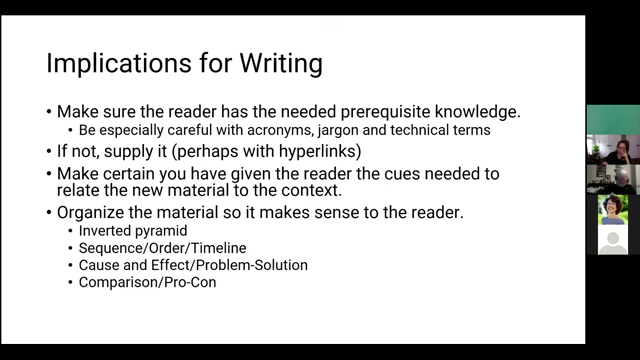 Implications for Writing
• Make sure the reader has the needed prerequisite knowledge.
• Be especially careful with acronyms, jargon and technical terms
• If not, supply it (perhaps with hyperlinks)
• Make certain you have given the reader the cues needed to
relate the new material to the context.
• Organize the material so it makes sense to the reader.
• Inverted pyramid
• Sequence/Order/Timeline
• Cause and Effect/Problem-Solution
• Comparison/Pro-Con